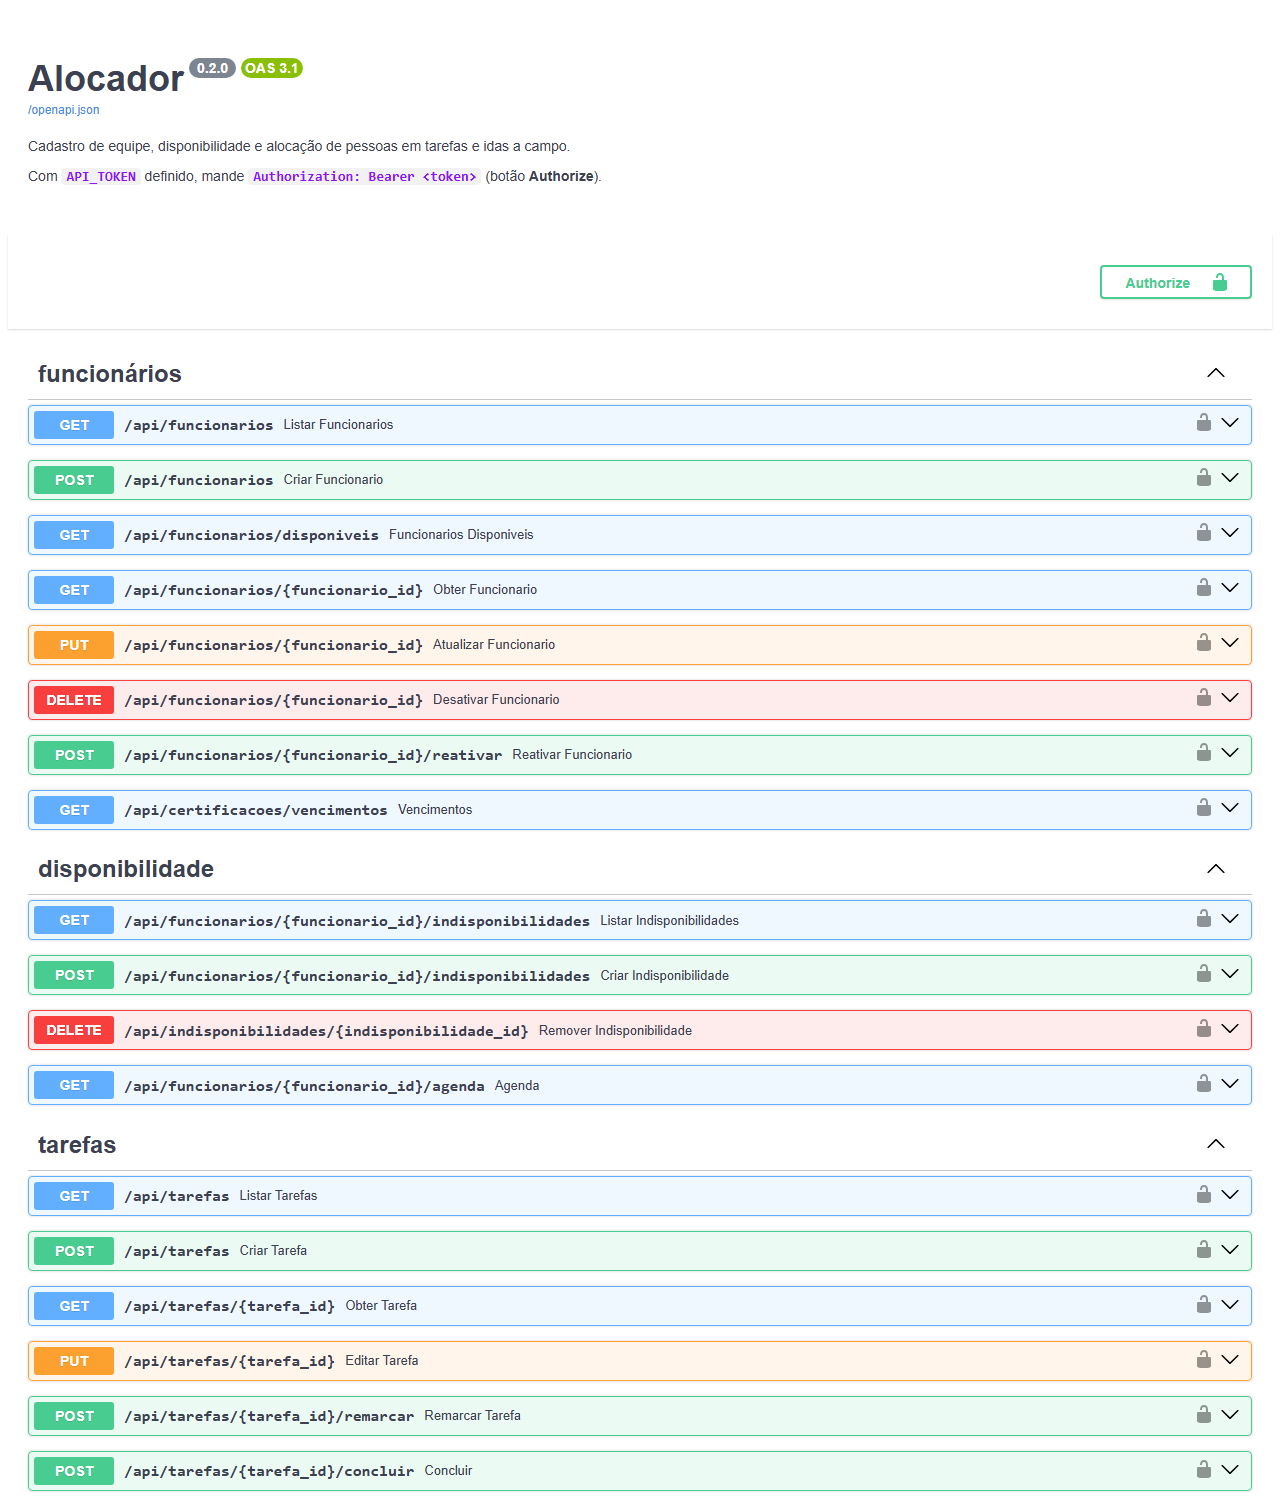 Alocador 0.2.0 OAS 3.1
/openapi.json
Cadastro de equipe, disponibilidade e alocação de pessoas em tarefas e idas a campo.
Com API_TOKEN definido, mande Authorization: Bearer <token> (botão Authorize).
Authorize
funcionários
GET /api/funcionarios Listar Funcionarios
POST /api/funcionarios Criar Funcionario
GET /api/funcionarios/disponiveis Funcionarios Disponiveis
GET /api/funcionarios/{funcionario_id} Obter Funcionario
PUT /api/funcionarios/{funcionario_id} Atualizar Funcionario
DELETE /api/funcionarios/{funcionario_id} Desativar Funcionario
POST /api/funcionarios/{funcionario_id}/reativar Reativar Funcionario
GET /api/certificacoes/vencimentos Vencimentos
disponibilidade
GET /api/funcionarios/{funcionario_id}/indisponibilidades Listar Indisponibilidades
POST /api/funcionarios/{funcionario_id}/indisponibilidades Criar Indisponibilidade
DELETE /api/indisponibilidades/{indisponibilidade_id} Remover Indisponibilidade
GET /api/funcionarios/{funcionario_id}/agenda Agenda
tarefas
GET /api/tarefas Listar Tarefas
POST /api/tarefas Criar Tarefa
GET /api/tarefas/{tarefa_id} Obter Tarefa
PUT /api/tarefas/{tarefa_id} Editar Tarefa
POST /api/tarefas/{tarefa_id}/remarcar Remarcar Tarefa
POST /api/tarefas/{tarefa_id}/concluir Concluir